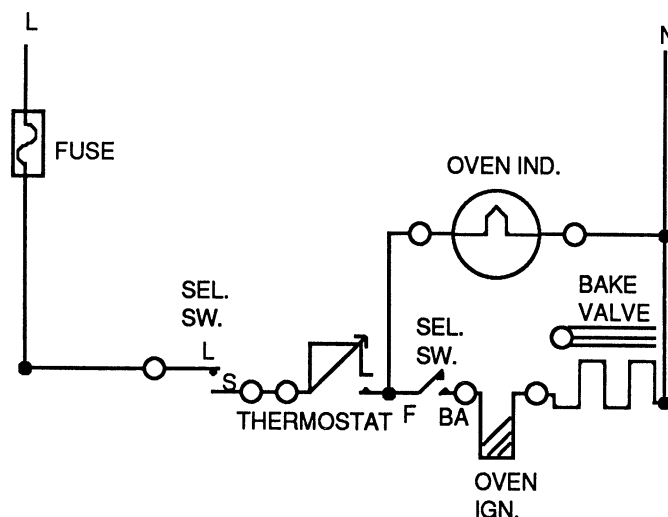 L
N
FUSE
OVEN IND.
SEL.
SW.
L
S
THERMOSTAT
SEL.
SW.
F
BA
BAKE
VALVE
OVEN
IGN.